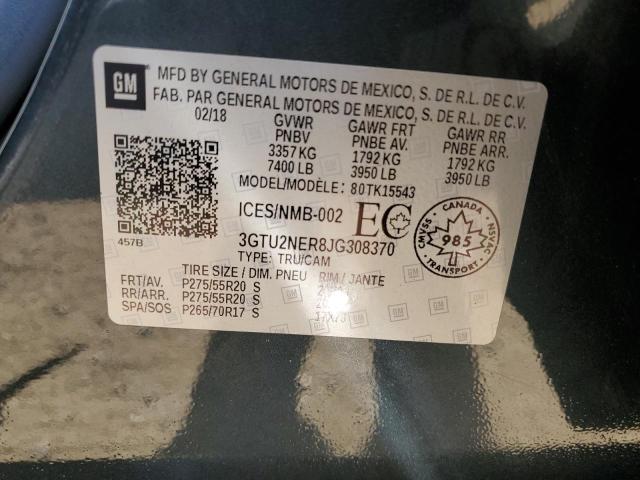 GM
MFD BY GENERAL MOTORS DE MEXICO, S. DE R.L. DE C.V.
FAB. PAR GENERAL MOTORS DE MEXICO, S. DE R.L. DE C.V.
02/18 GVWR GAWR FRT GAWR RR
PNBV PNBE AV. PNBE ARR.
3357 KG 1792 KG 1792 KG
7400 LB 3950 LB 3950 LB
MODEL/MODÈLE: 80TK15543
ICES/NMB-002 EC
457B
3GTU2NER8JG308370
TYPE: TRU/CAM
CANADA
985
CMVSS
NSVAC
TIRE SIZE / DIM. PNEU RIM / JANTE
FRT/AV. P275/55R20 S
RR/ARR. P275/55R20 S
SPA/SOS P265/70R17 S